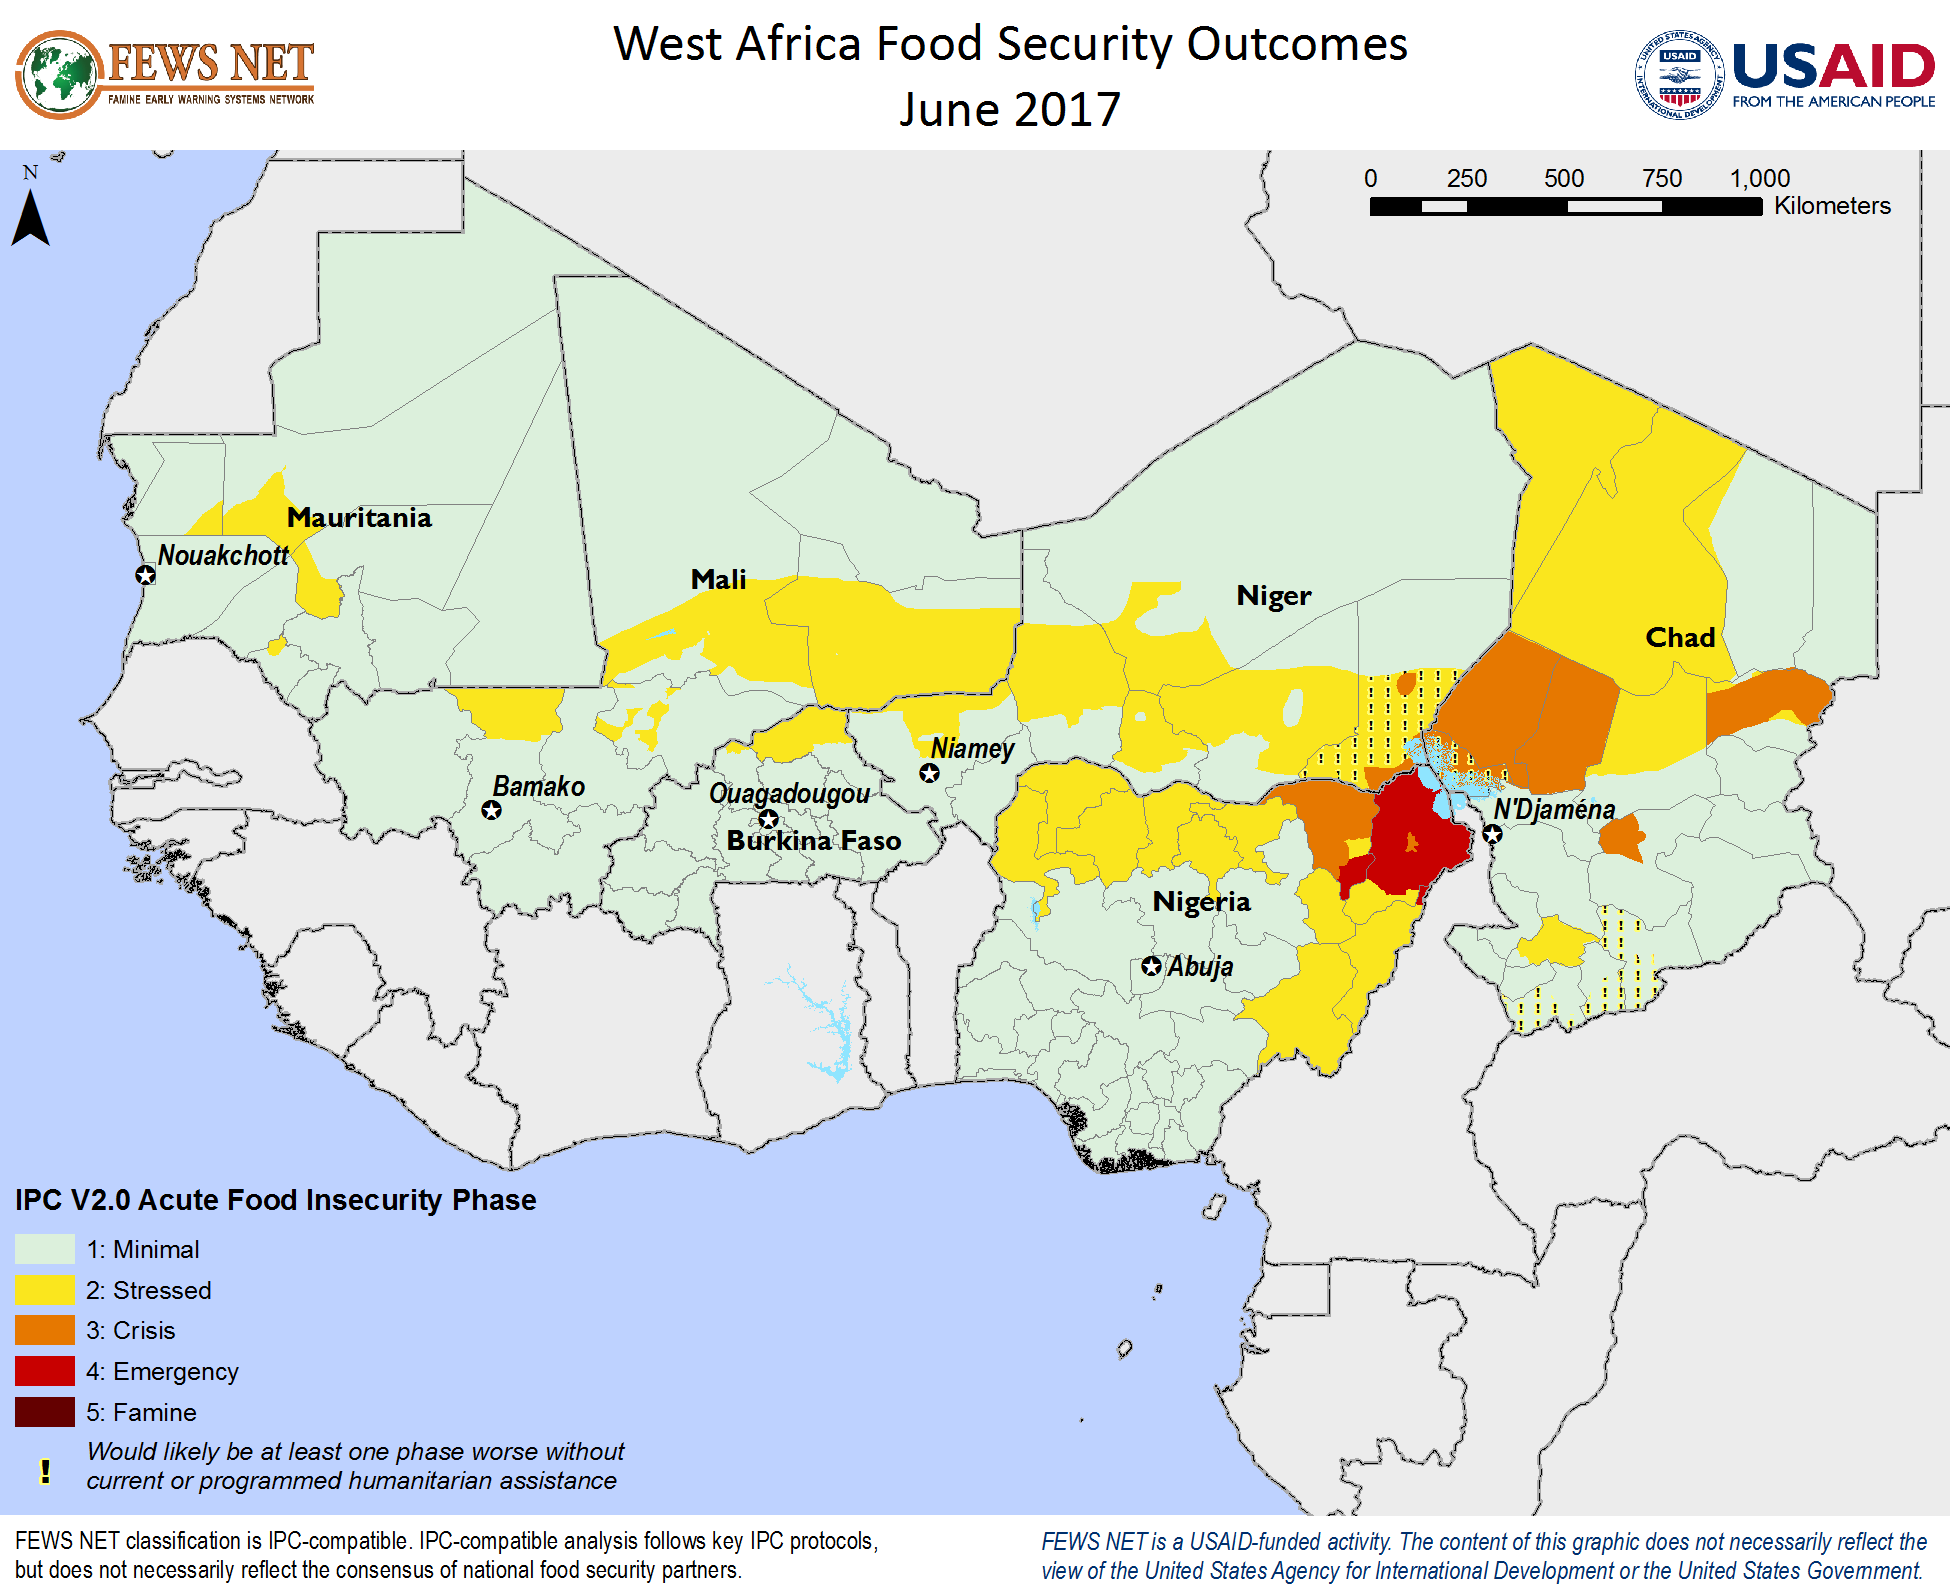 FEWS NET
FAMINE EARLY WARNING SYSTEMS NETWORK
West Africa Food Security Outcomes
June 2017
UNITED STATES AGENCY
USAID
INTERNATIONAL DEVELOPMENT
USAID
FROM THE AMERICAN PEOPLE
N
0 250 500 750 1,000
Kilometers
Mauritania
Nouakchott
Mali
Niger
Chad
Niamey
Bamako
Ouagadougou
Burkina Faso
N'Djaména
Nigeria
Abuja
IPC V2.0 Acute Food Insecurity Phase
1: Minimal
2: Stressed
3: Crisis
4: Emergency
5: Famine
! Would likely be at least one phase worse without
current or programmed humanitarian assistance
FEWS NET classification is IPC-compatible. IPC-compatible analysis follows key IPC protocols,
but does not necessarily reflect the consensus of national food security partners.
FEWS NET is a USAID-funded activity. The content of this graphic does not necessarily reflect the
view of the United States Agency for International Development or the United States Government.